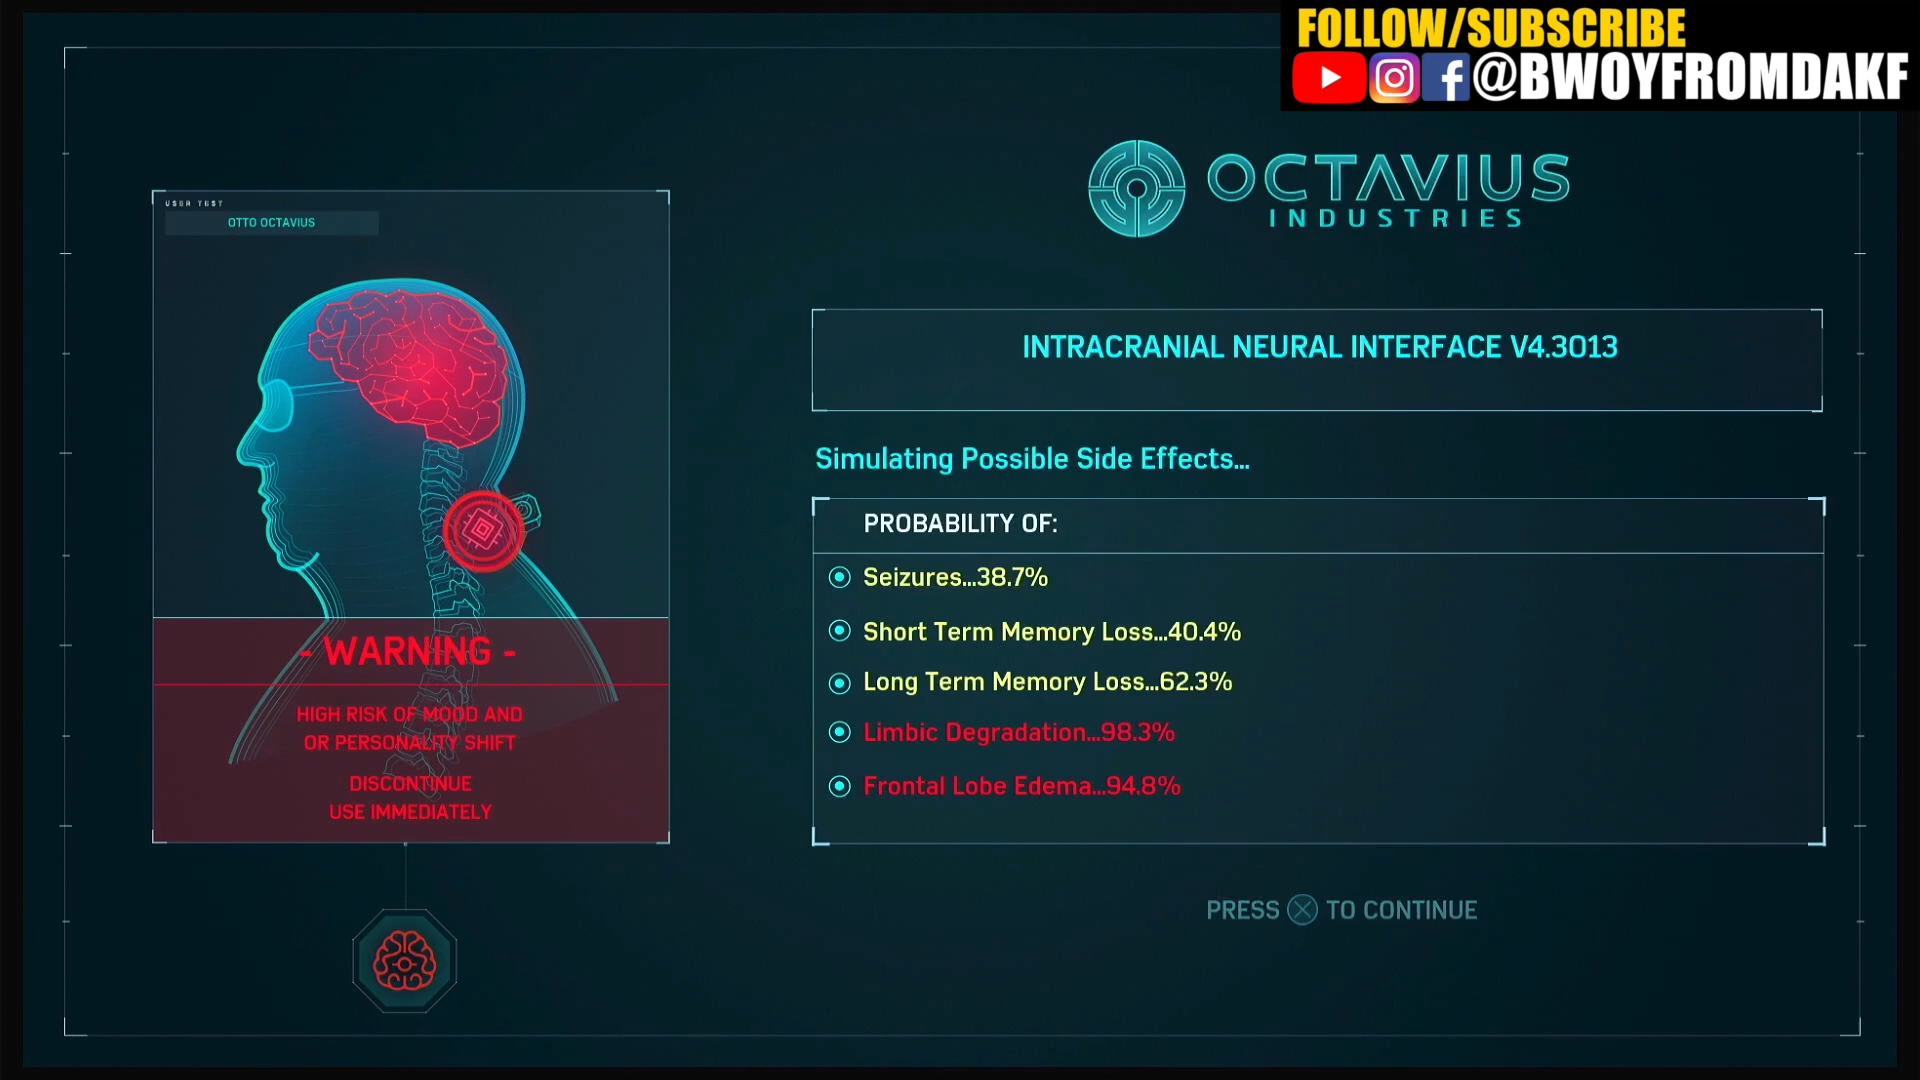 FOLLOW/SUBSCRIBE
@BWOYFROMDAKF
OCTAVIUS
INDUSTRIES
USER TEST
OTTO OCTAVIUS
INTRACRANIAL NEURAL INTERFACE V4.3013
Simulating Possible Side Effects...
PROBABILITY OF:
Seizures...38.7%
Short Term Memory Loss...40.4%
Long Term Memory Loss...62.3%
Limbic Degradation...98.3%
Frontal Lobe Edema...94.8%
- WARNING -
HIGH RISK OF MOOD AND
OR PERSONALITY SHIFT
DISCONTINUE
USE IMMEDIATELY
PRESS TO CONTINUE